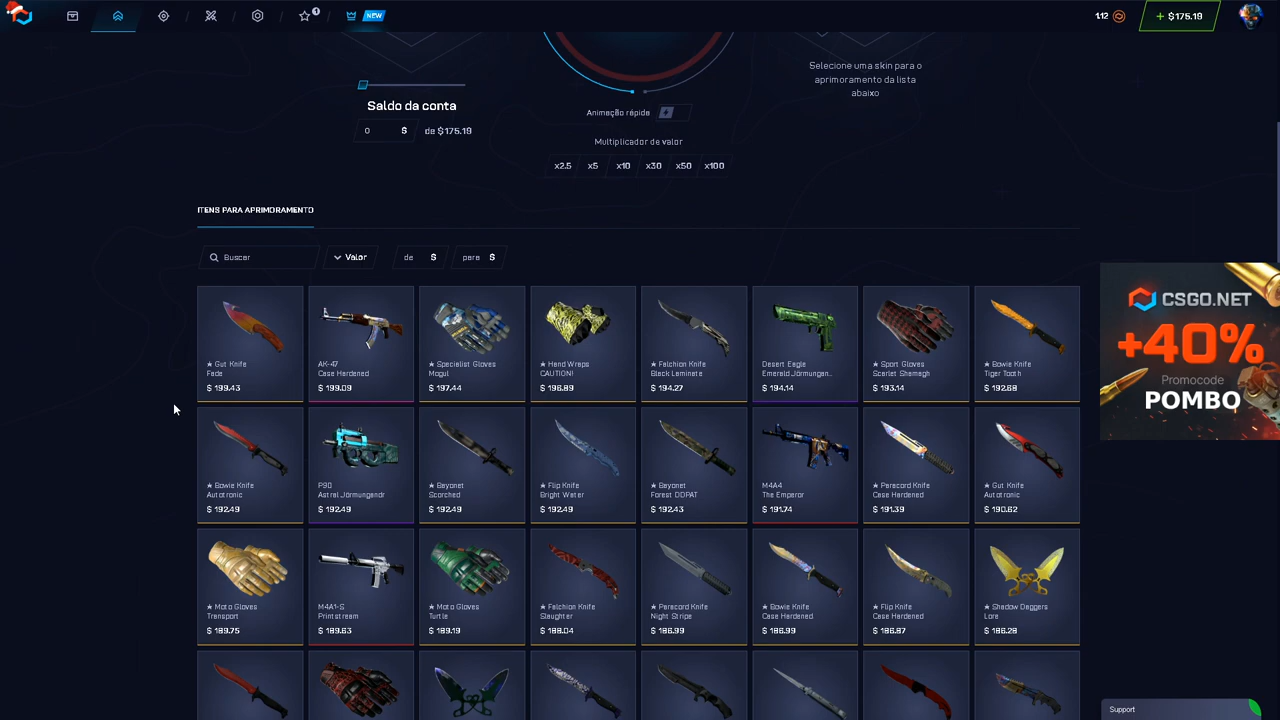 1
NEW
1.12
+ $175.19
Selecione uma skin para o
aprimoramento da lista
abaixo
Saldo da conta
0 $ de $175.19
Animação rápida
Multiplicador de valor
x2.5 x5 x10 x30 x50 x100
ITENS PARA APRIMORAMENTO
Buscar
Valor
de $
para $
★ Gut Knife
Fade
$ 199.43
AK-47
Case Hardened
$ 199.09
★ Specialist Gloves
Mogul
$ 197.44
★ Hand Wraps
CAUTION!
$ 196.89
★ Falchion Knife
Black Laminate
$ 194.27
Desert Eagle
Emerald Jörmungan...
$ 194.14
★ Sport Gloves
Scarlet Shamagh
$ 193.14
★ Bowie Knife
Tiger Tooth
$ 192.68
★ Bowie Knife
Autotronic
$ 192.49
P90
Astral Jörmungandr
$ 192.49
★ Bayonet
Scorched
$ 192.49
★ Flip Knife
Bright Water
$ 192.49
★ Bayonet
Forest DDPAT
$ 192.43
M4A4
The Emperor
$ 191.74
★ Paracord Knife
Case Hardened
$ 191.39
★ Gut Knife
Autotronic
$ 190.62
★ Moto Gloves
Transport
$ 189.75
M4A1-S
Printstream
$ 189.63
★ Moto Gloves
Turtle
$ 189.19
★ Falchion Knife
Slaughter
$ 188.04
★ Paracord Knife
Night Stripe
$ 186.99
★ Bowie Knife
Case Hardened
$ 186.99
★ Flip Knife
Case Hardened
$ 186.87
★ Shadow Daggers
Lore
$ 186.28
CSGO.NET
+40%
Promocode
POMBO
Support